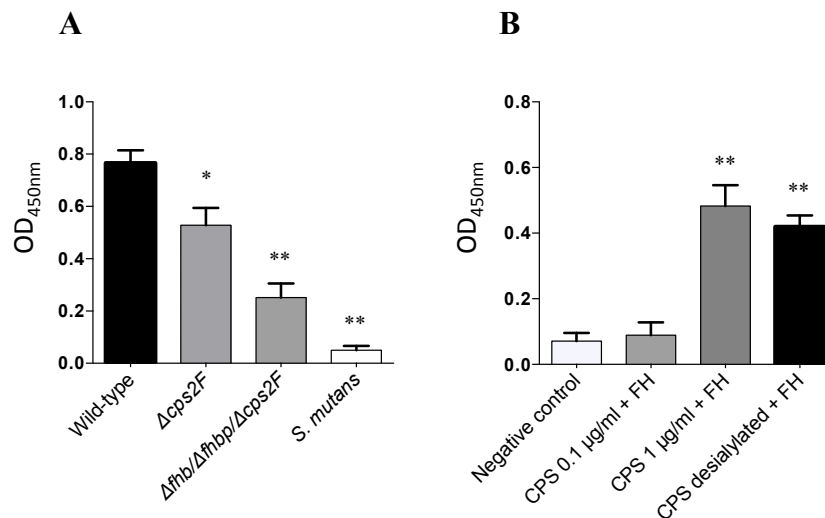 A
1.0
0.8
0.6
0.4
0.2
0.0
OD450nm
*
**
**
Wild-type
Δcps2F
Δfhb/Δfhbp/Δcps2F
S. mutans
B
0.8
0.6
0.4
0.2
0.0
OD450nm
**
**
Negative control
CPS 0.1 µg/ml + FH
CPS 1 µg/ml + FH
CPS desialylated + FH